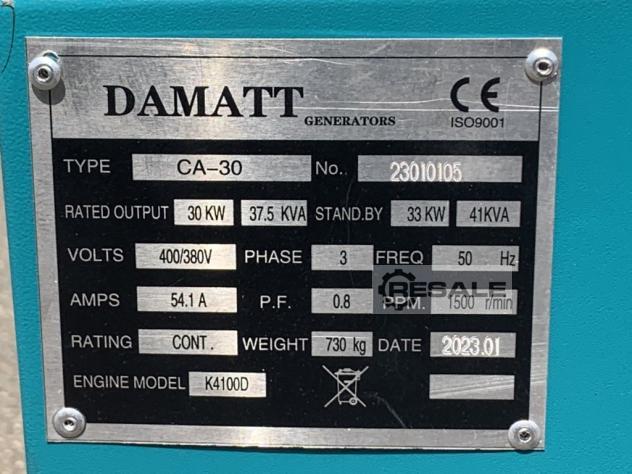 DAMATT GENERATORS
CE
ISO9001
TYPE CA-30 No.. 23010105
RATED OUTPUT 30 KW 37.5 KVA STAND.BY 33 KW 41KVA
VOLTS 400/380V PHASE 3 FREQ 50 Hz
RESALE
AMPS 54.1 A P.F. 0.8 PPM. 1500 r/min
RATING CONT. WEIGHT 730 kg DATE 2023.01
ENGINE MODEL K4100D